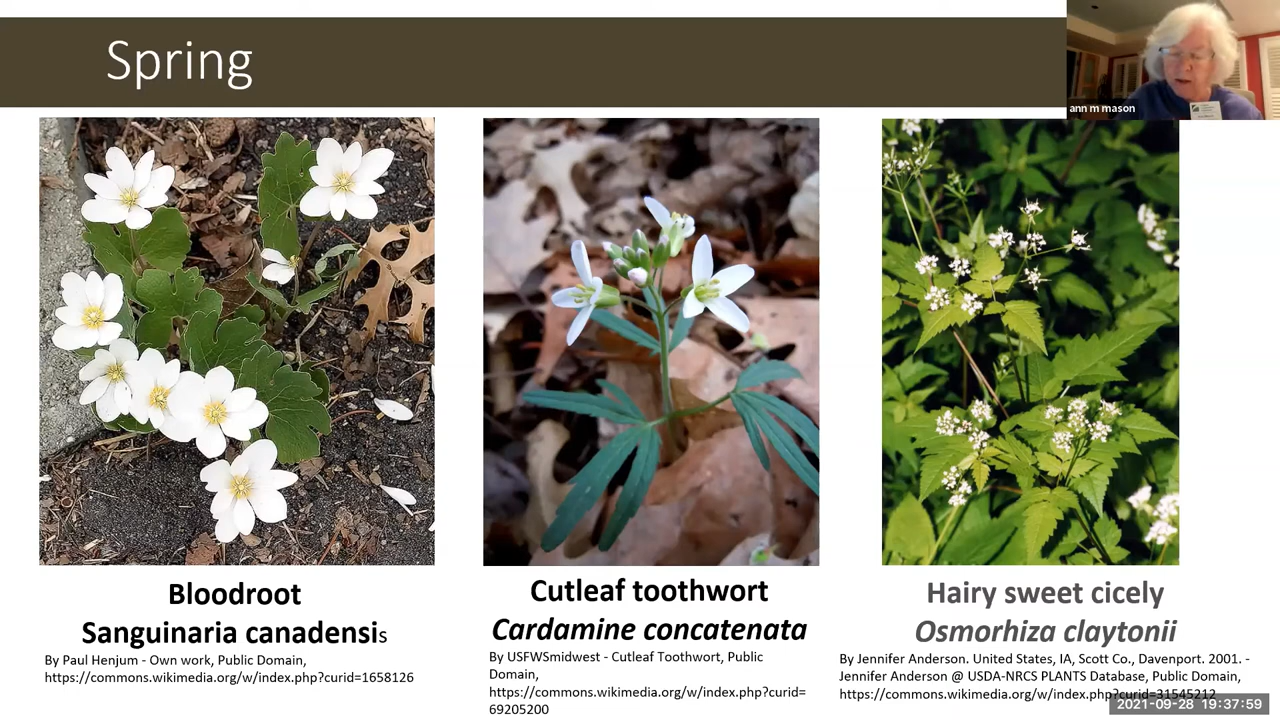 Spring
ann m mason
Bloodroot
Sanguinaria canadensis
By Paul Henjum - Own work, Public Domain,
https://commons.wikimedia.org/w/index.php?curid=1658126
Cutleaf toothwort
Cardamine concatenata
By USFWSmidwest - Cutleaf Toothwort, Public
Domain,
https://commons.wikimedia.org/w/index.php?curid=
69205200
Hairy sweet cicely
Osmorhiza claytonii
By Jennifer Anderson. United States, IA, Scott Co., Davenport. 2001. -
Jennifer Anderson @ USDA-NRCS PLANTS Database, Public Domain,
https://commons.wikimedia.org/w/index.php?curid=31545212
2021-09-28 19:37:59